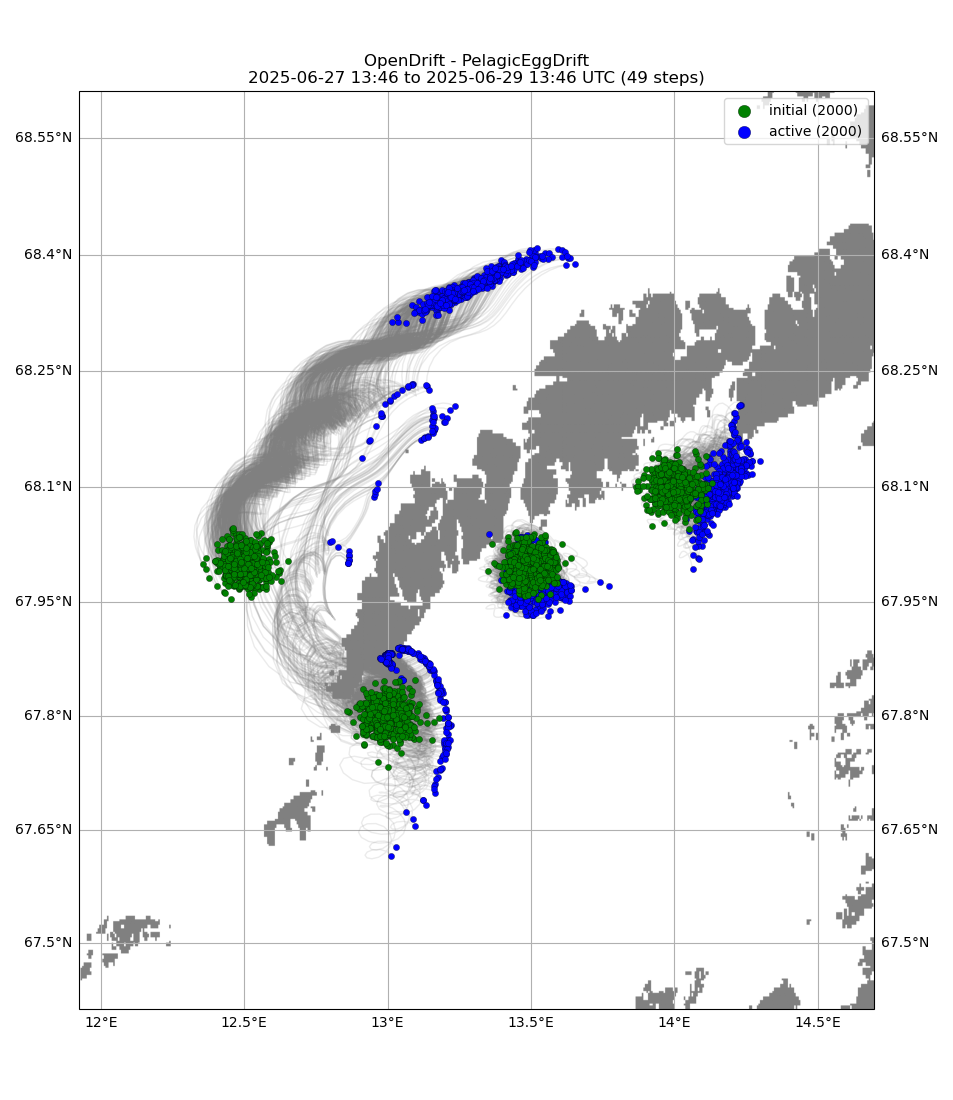 OpenDrift - PelagicEggDrift
2025-06-27 13:46 to 2025-06-29 13:46 UTC (49 steps)
initial (2000)
active (2000)
68.55°N 68.55°N
68.4°N 68.4°N
68.25°N 68.25°N
68.1°N 68.1°N
67.95°N 67.95°N
67.8°N 67.8°N
67.65°N 67.65°N
67.5°N 67.5°N
12°E 12.5°E 13°E 13.5°E 14°E 14.5°E